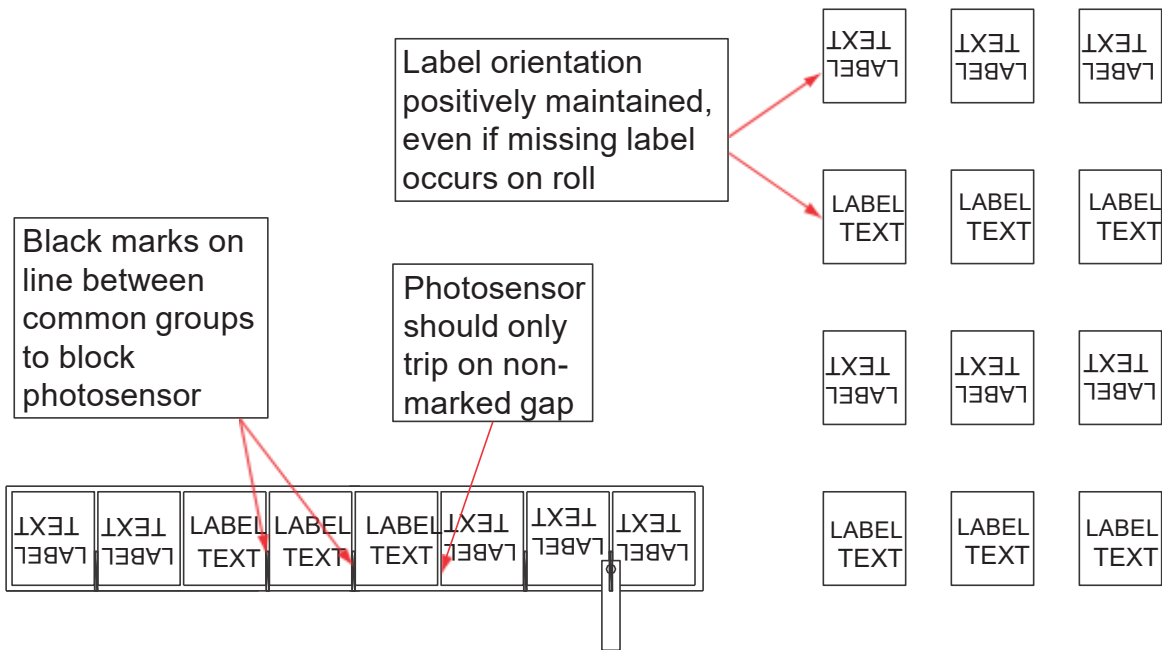 Label orientation
positively maintained,
even if missing label
occurs on roll
LABEL
TEXT
LABEL
TEXT
LABEL
TEXT
LABEL
TEXT
LABEL
TEXT
LABEL
TEXT
Black marks on
line between
common groups
to block
photosensor
Photosensor
should only
trip on non-
marked gap
LABEL
TEXT
LABEL
TEXT
LABEL
TEXT
LABEL
TEXT
LABEL
TEXT
LABEL
TEXT
LABEL
TEXT
LABEL
TEXT
LABEL
TEXT
LABEL
TEXT
LABEL
TEXT
LABEL
TEXT
LABEL
TEXT
LABEL
TEXT